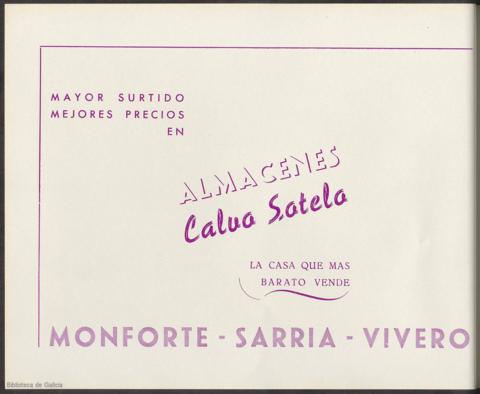 MAYOR SURTIDO
MEJORES PRECIOS
EN
ALMACENES
Calvo Sotelo
LA CASA QUE MAS
BARATO VENDE
MONFORTE - SARRIA - VIVERO
Biblioteca de Galicia